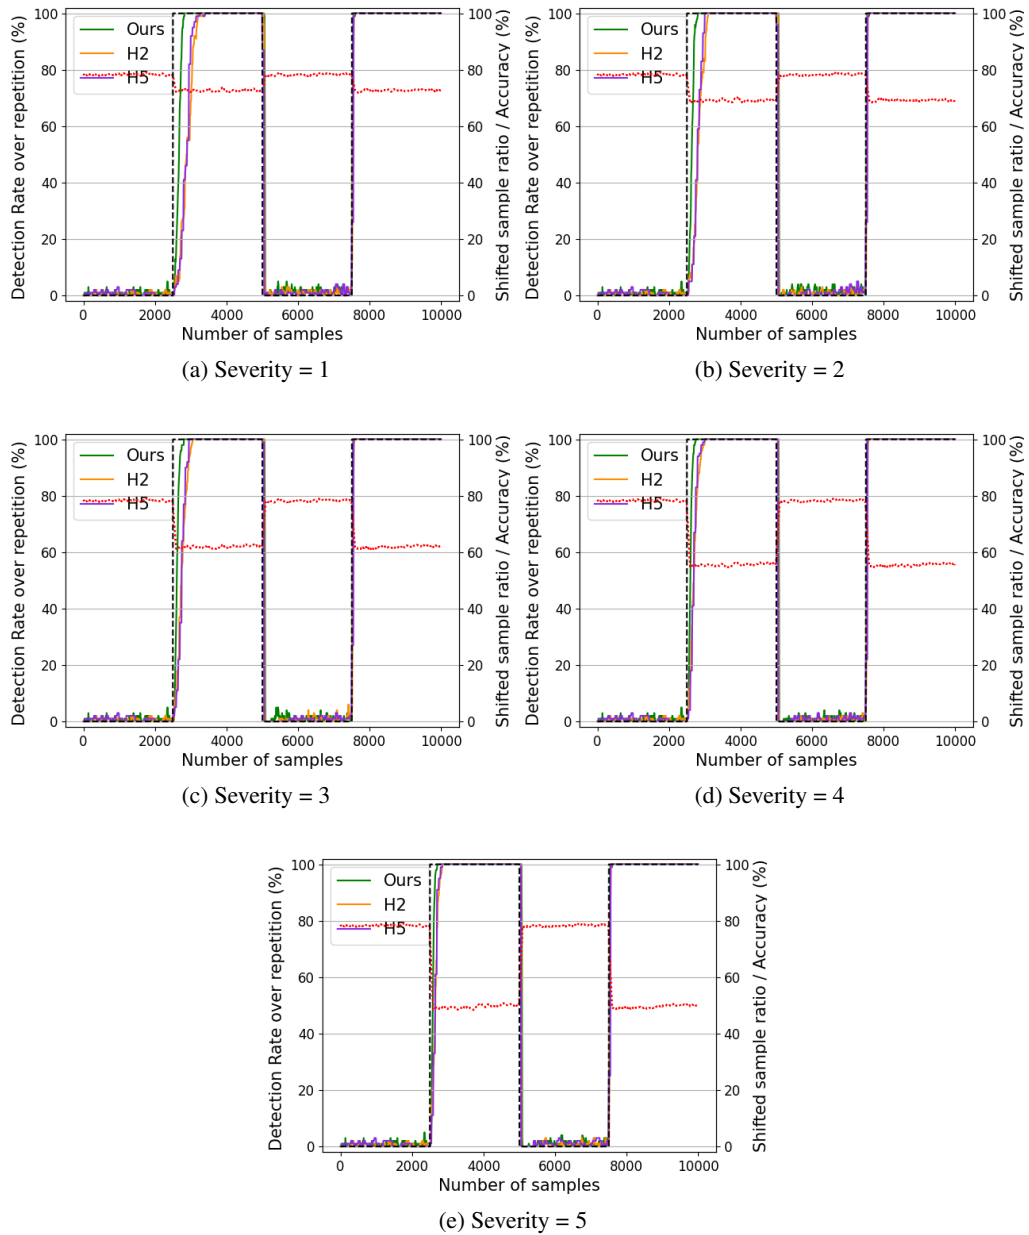 Detection Rate over repetition (%)
100
80
60
40
20
0
Ours
H2
H5
100
80
60
40
20
0
Shifted sample ratio / Accuracy (%)
0 2000 4000 6000 8000 10000
Number of samples
(a) Severity = 1
Detection Rate over repetition (%)
100
80
60
40
20
0
Ours
H2
H5
100
80
60
40
20
0
Shifted sample ratio / Accuracy (%)
0 2000 4000 6000 8000 10000
Number of samples
(b) Severity = 2
Detection Rate over repetition (%)
100
80
60
40
20
0
Ours
H2
H5
100
80
60
40
20
0
Shifted sample ratio / Accuracy (%)
0 2000 4000 6000 8000 10000
Number of samples
(c) Severity = 3
Detection Rate over repetition (%)
100
80
60
40
20
0
Ours
H2
H5
100
80
60
40
20
0
Shifted sample ratio / Accuracy (%)
0 2000 4000 6000 8000 10000
Number of samples
(d) Severity = 4
Detection Rate over repetition (%)
100
80
60
40
20
0
Ours
H2
H5
100
80
60
40
20
0
Shifted sample ratio / Accuracy (%)
0 2000 4000 6000 8000 10000
Number of samples
(e) Severity = 5